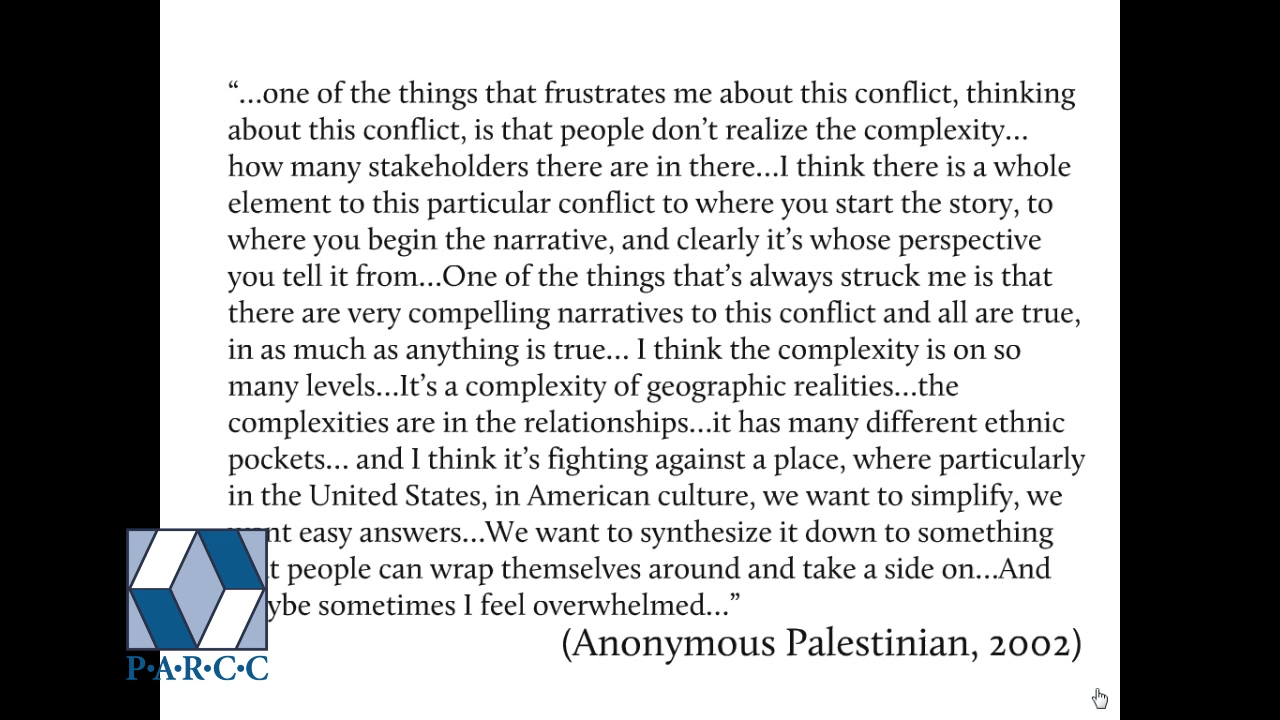 “…one of the things that frustrates me about this conflict, thinking
about this conflict, is that people don’t realize the complexity…
how many stakeholders there are in there…I think there is a whole
element to this particular conflict to where you start the story, to
where you begin the narrative, and clearly it’s whose perspective
you tell it from…One of the things that’s always struck me is that
there are very compelling narratives to this conflict and all are true,
in as much as anything is true… I think the complexity is on so
many levels…It’s a complexity of geographic realities…the
complexities are in the relationships…it has many different ethnic
pockets… and I think it’s fighting against a place, where particularly
in the United States, in American culture, we want to simplify, we
easy answers…We want to synthesize it down to something
people can wrap themselves around and take a side on…And
sometimes I feel overwhelmed…”
(Anonymous Palestinian, 2002)
P·A·R·C·C